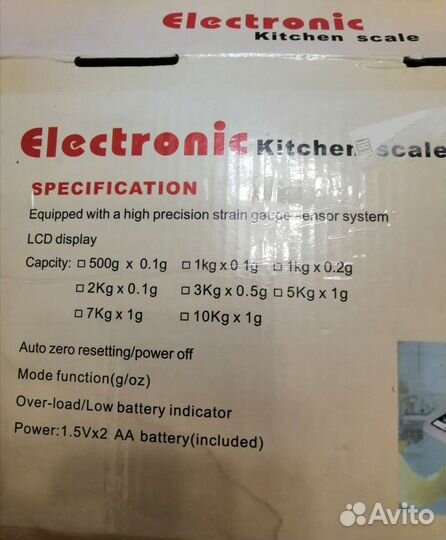 Electronic
Kitchen scale
Electronic Kitchen scale
SPECIFICATION
Equipped with a high precision strain gauge sensor system
LCD display
Capcity: □ 500g x 0.1g □ 1kg x 0 1g □ 1kg x 0.2g
□ 2Kg x 0.1g □ 3Kg x 0.5g □ 5Kg x 1g
□ 7Kg x 1g □ 10Kg x 1g
Auto zero resetting/power off
Mode function(g/oz)
Over-load/Low battery indicator
Power:1.5Vx2 AA battery(included)
Avito